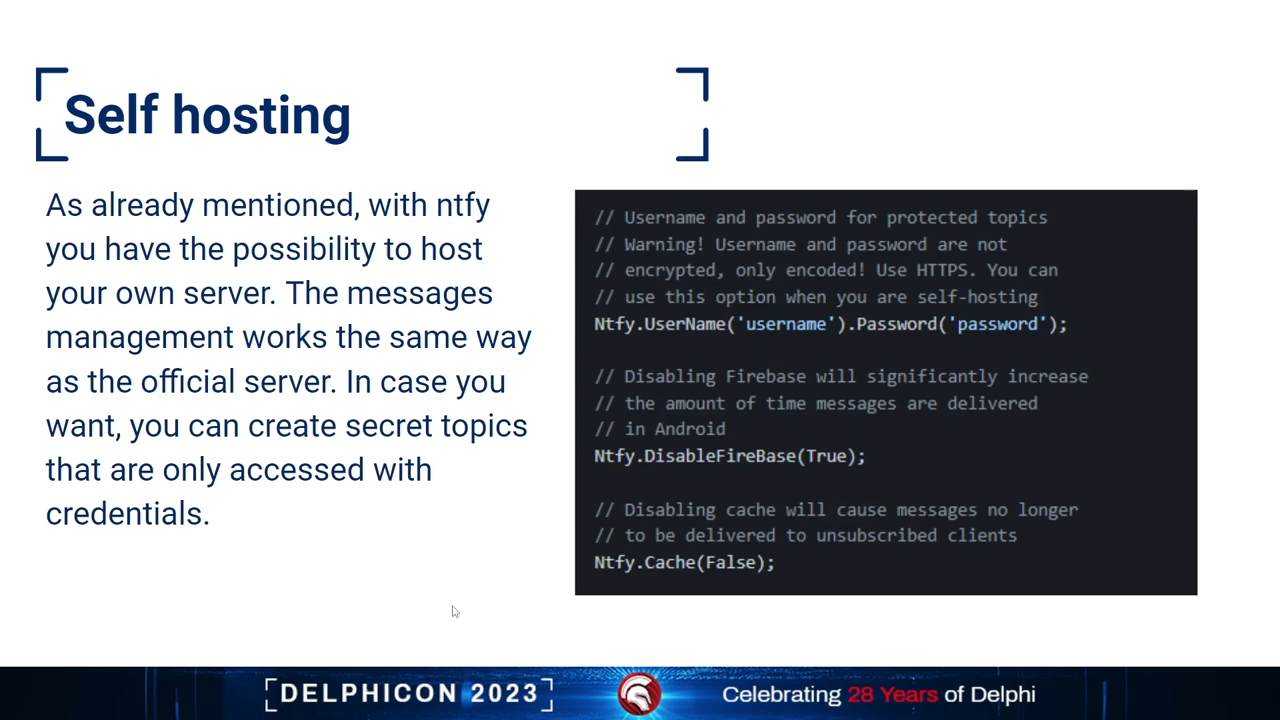 Self hosting
As already mentioned, with ntfy
you have the possibility to host
your own server. The messages
management works the same way
as the official server. In case you
want, you can create secret topics
that are only accessed with
credentials.
// Username and password for protected topics
// Warning! Username and password are not
// encrypted, only encoded! Use HTTPS. You can
// use this option when you are self-hosting
Ntfy.UserName('username').Password('password');
// Disabling Firebase will significantly increase
// the amount of time messages are delivered
// in Android
Ntfy.DisableFireBase(True);
// Disabling cache will cause messages no longer
// to be delivered to unsubscribed clients
Ntfy.Cache(False);
DELPHICON 2023
Celebrating 28 Years of Delphi